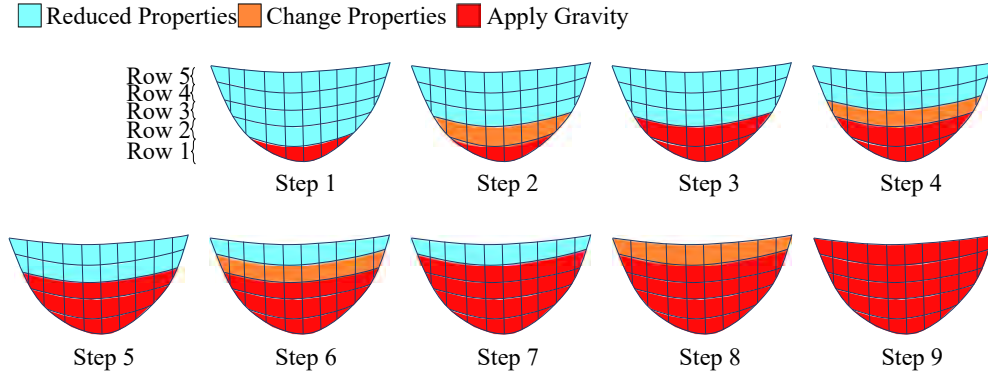 Reduced Properties Change Properties Apply Gravity
Row 5{
Row 4{
Row 3{
Row 2{
Row 1{
Step 1 Step 2 Step 3 Step 4
Step 5 Step 6 Step 7 Step 8 Step 9